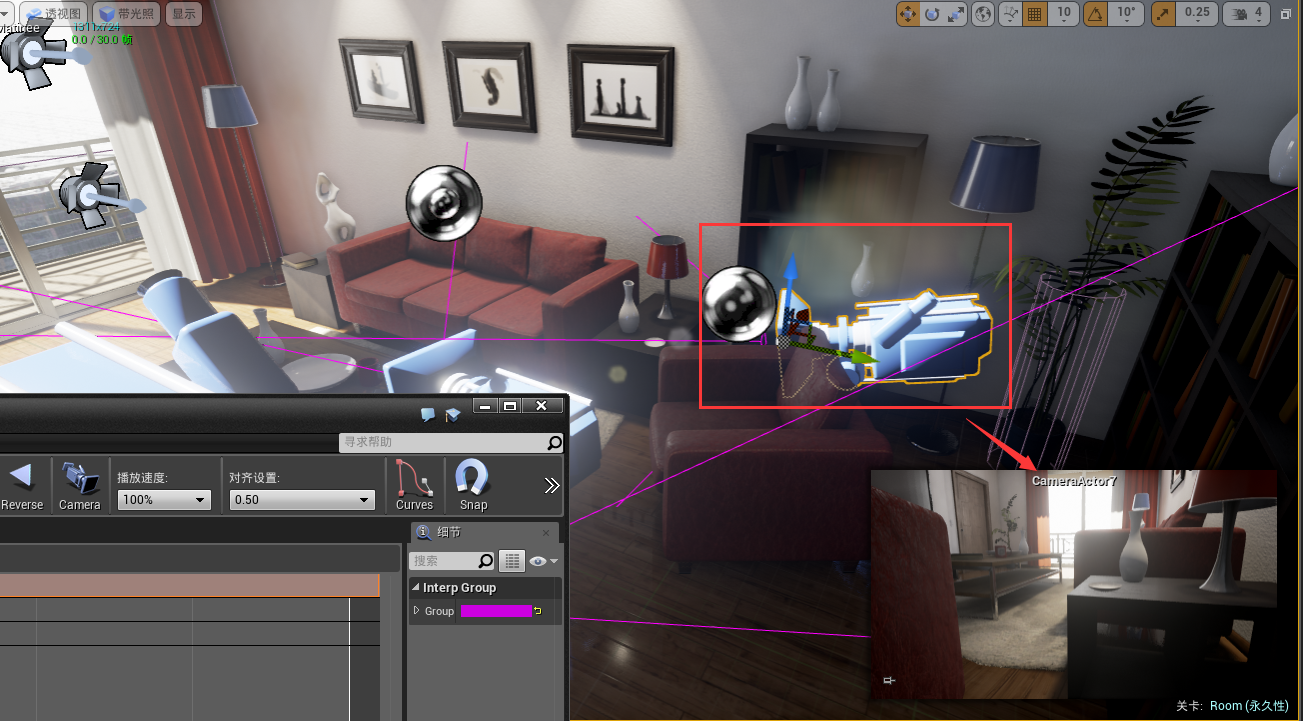 透视图
带光照
显示
10
10°
0.25
4
Matinee
1311x724
0.0 / 30.0 帧
寻求帮助
Reverse
Camera
播放速度:
100%
对齐设置:
0.50
Curves
Snap
细节
搜索
Interp Group
Group
CameraActor7
关卡: Room (永久性)